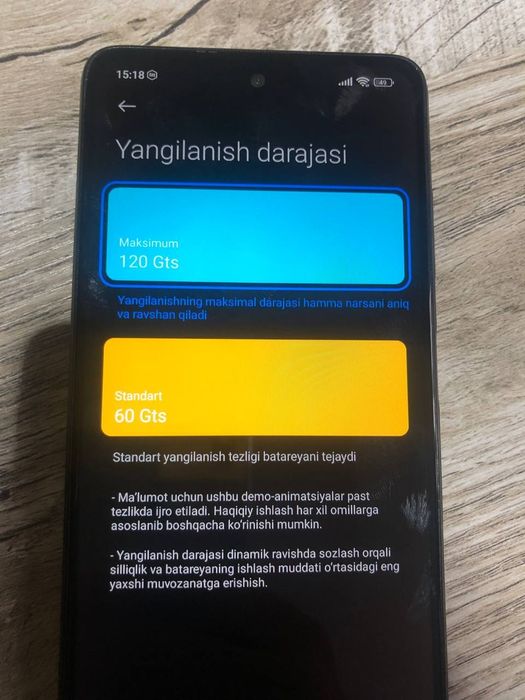 15:18
49
Yangilanish darajasi
Maksimum
120 Gts
Yangilanishning maksimal darajasi hamma narsani aniq
va ravshan qiladi
Standart
60 Gts
Standart yangilanish tezligi batareyani tejaydi
- Ma‘lumot uchun ushbu demo-animatsiyalar past
tezlikda ijro etiladi. Haqiqiy ishlash har xil omillarga
asoslanib boshqacha ko‘rinishi mumkin.
- Yangilanish darajasi dinamik ravishda sozlash orqali
silliqlik va batareyaning ishlash muddati o‘rtasidagi eng
yaxshi muvozanatga erishish.